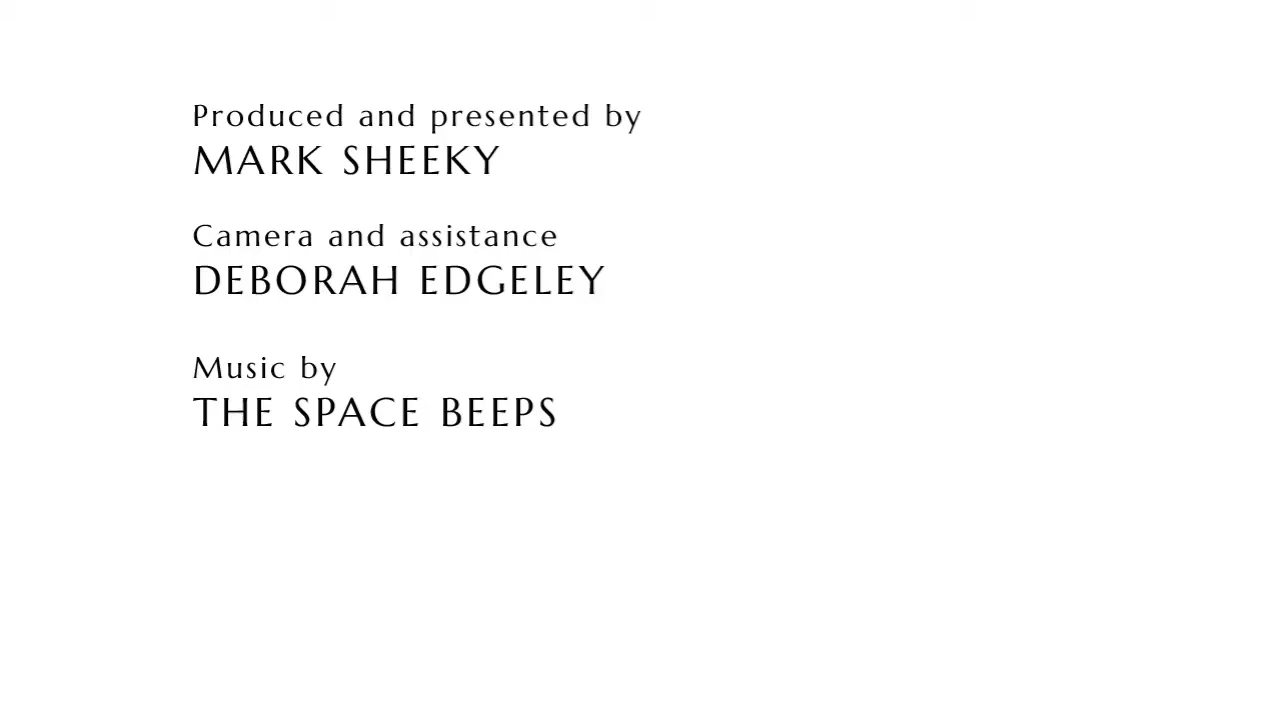 Produced and presented by
MARK SHEEKY
Camera and assistance
DEBORAH EDGELEY
Music by
THE SPACE BEEPS